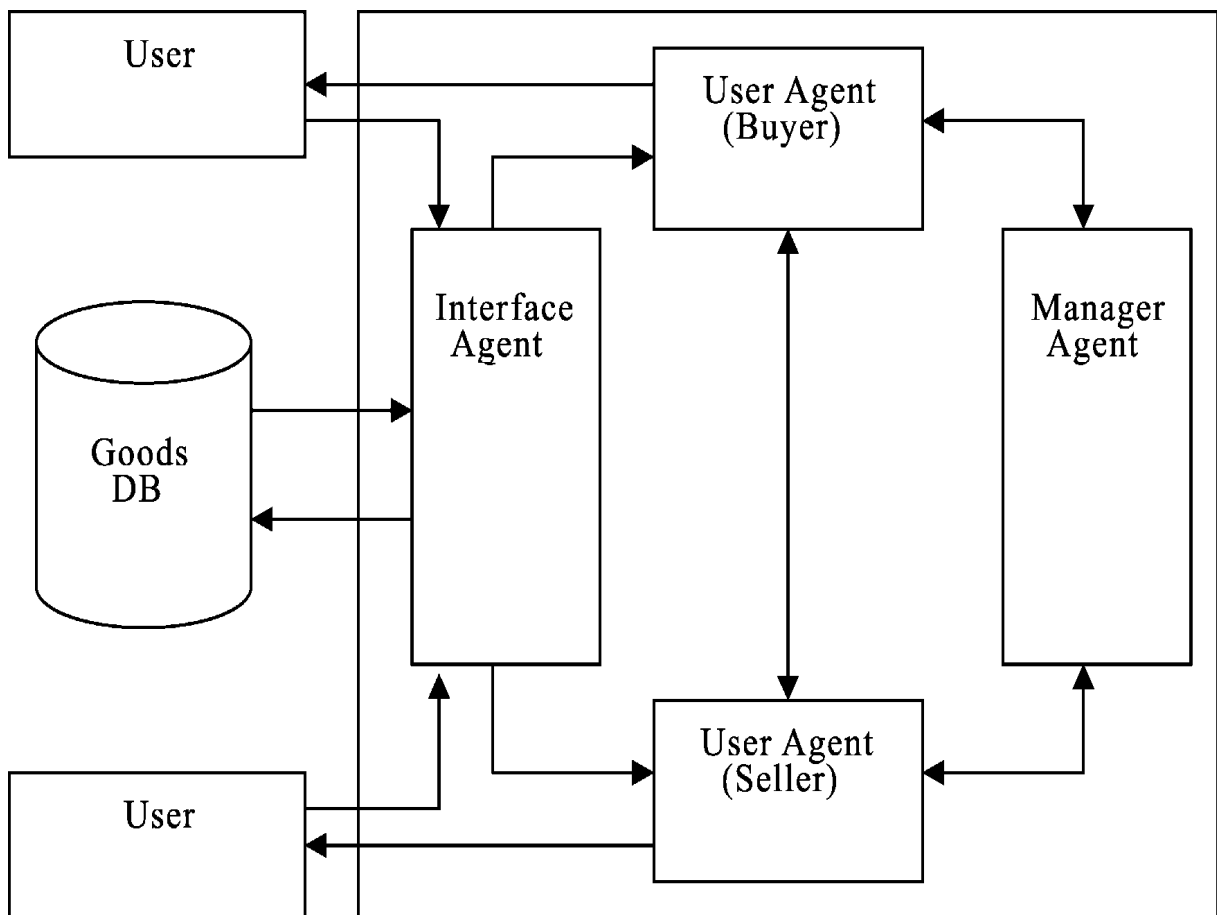 User
User Agent
(Buyer)
Interface
Agent
Manager
Agent
Goods
DB
User Agent
(Seller)
User